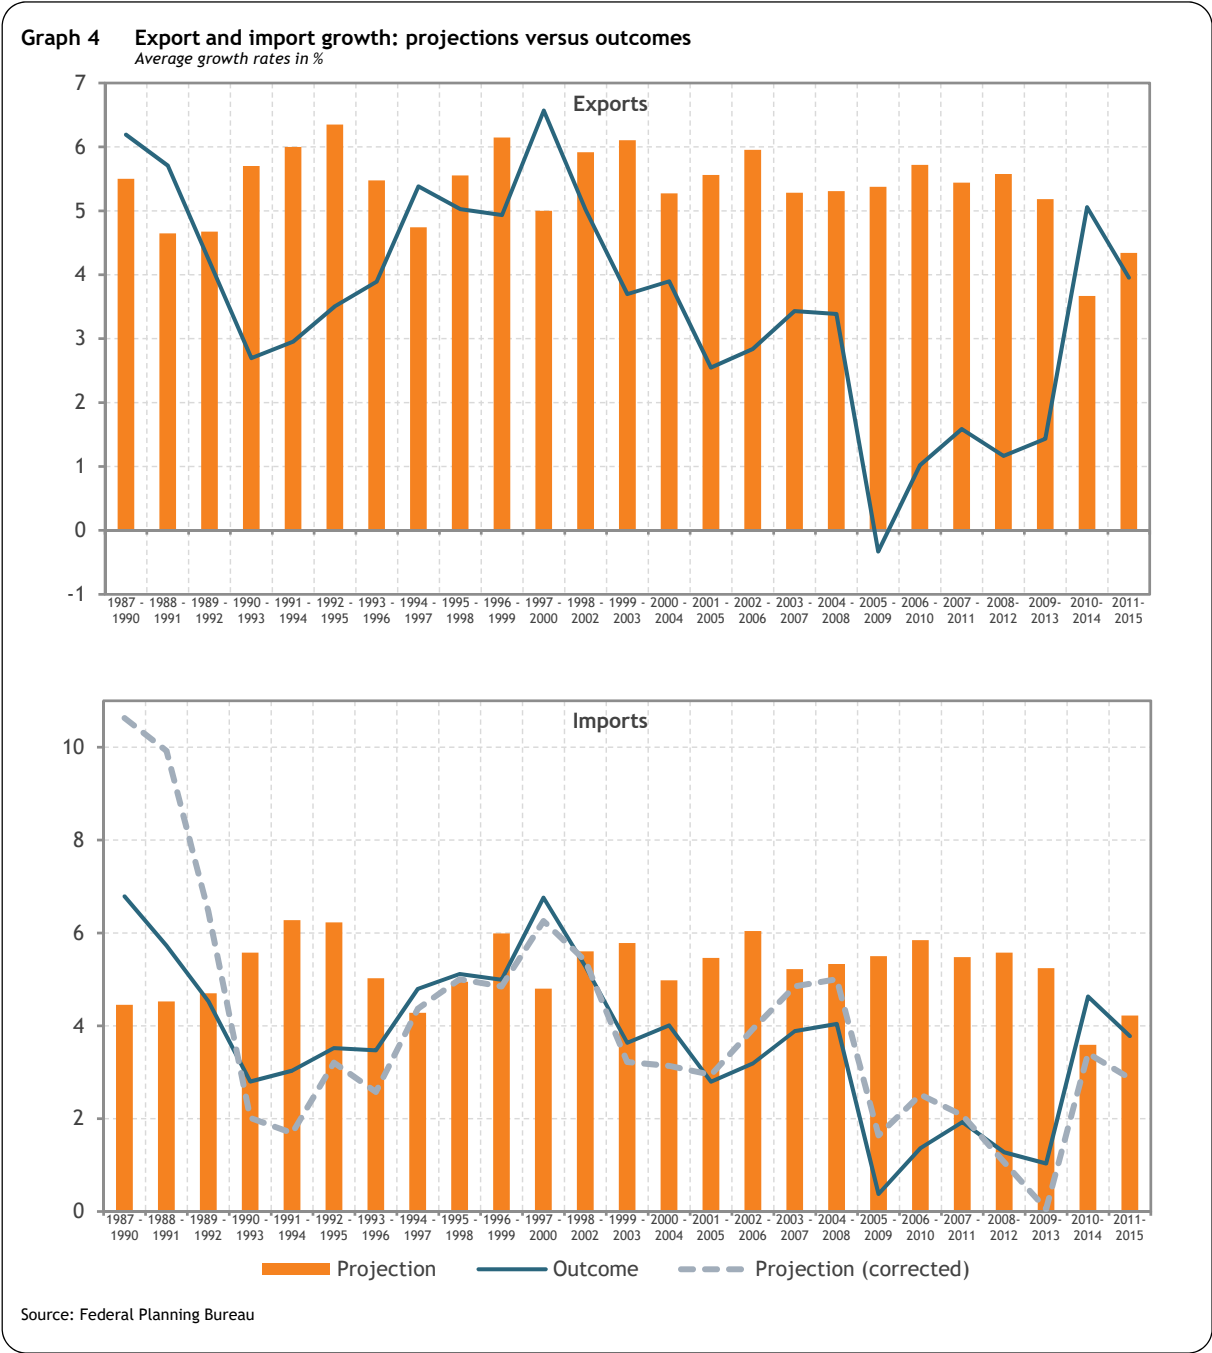 Graph 4 Export and import growth: projections versus outcomes
Average growth rates in %
Exports
7
6
5
4
3
2
1
0
-1
1987 - 1988 - 1989 - 1990 - 1991 - 1992 - 1993 - 1994 - 1995 - 1996 - 1997 - 1998 - 1999 - 2000 - 2001 - 2002 - 2003 - 2004 - 2005 - 2006 - 2007 - 2008- 2009- 2010- 2011-
1990 1991 1992 1993 1994 1995 1996 1997 1998 1999 2000 2002 2003 2004 2005 2006 2007 2008 2009 2010 2011 2012 2013 2014 2015
Imports
10
8
6
4
2
0
1987 - 1988 - 1989 - 1990 - 1991 - 1992 - 1993 - 1994 - 1995 - 1996 - 1997 - 1998 - 1999 - 2000 - 2001 - 2002 - 2003 - 2004 - 2005 - 2006 - 2007 - 2008- 2009- 2010- 2011-
1990 1991 1992 1993 1994 1995 1996 1997 1998 1999 2000 2002 2003 2004 2005 2006 2007 2008 2009 2010 2011 2012 2013 2014 2015
Projection Outcome Projection (corrected)
Source: Federal Planning Bureau